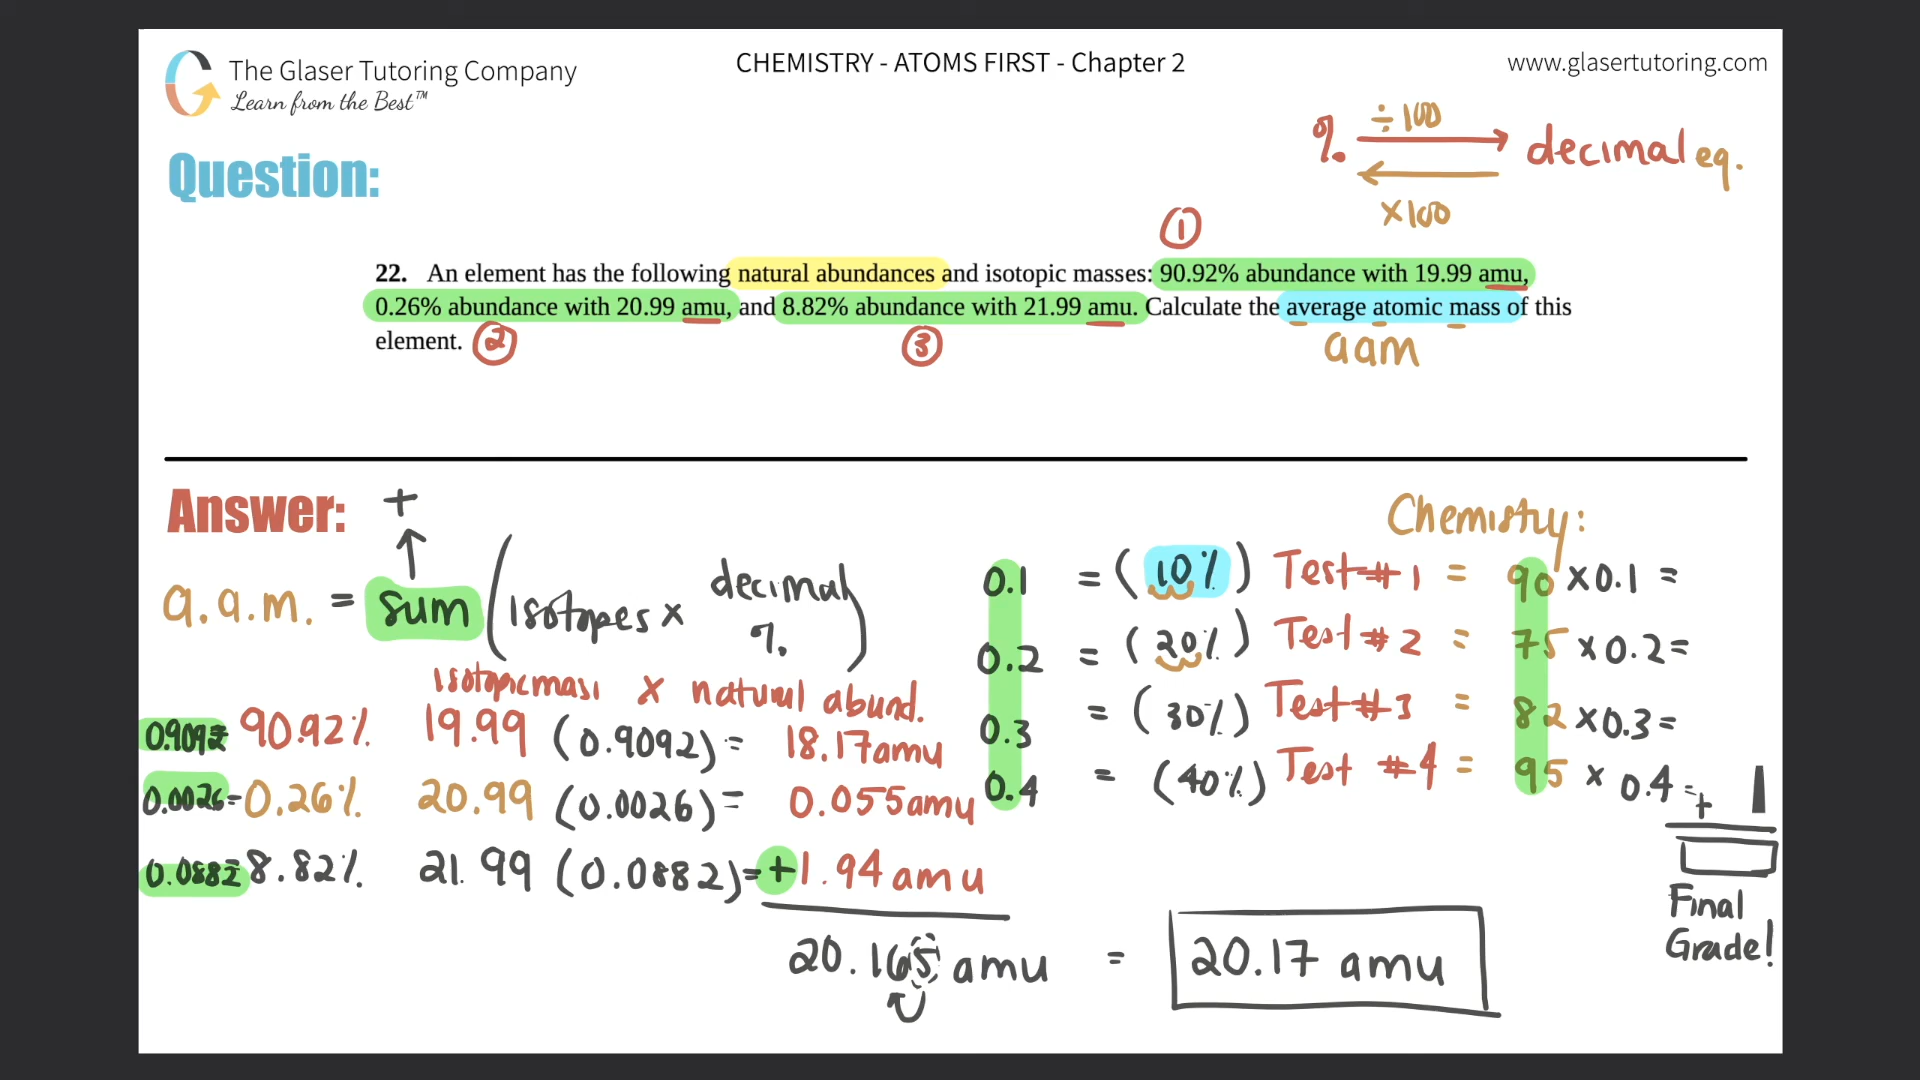 The Glaser Tutoring Company
Learn from the Best™
CHEMISTRY - ATOMS FIRST - Chapter 2
www.glasertutoring.com
% ÷100 decimal eq.
×100
Question:
①
22. An element has the following natural abundances and isotopic masses: 90.92% abundance with 19.99 amu,
0.26% abundance with 20.99 amu, and 8.82% abundance with 21.99 amu. Calculate the average atomic mass of this
element. ② ③ aam
Answer: +
a.a.m. = sum (isotopes × decimal %)
isotopic mass × natural abund.
0.9092 = 90.92% 19.99 (0.9092) = 18.17amu
0.0026 = 0.26% 20.99 (0.0026) = 0.055amu
0.0882 = 8.82% 21.99 (0.0882) = +1.94 amu
20.165 amu = 20.17 amu
Chemistry:
0.1 = (10%) Test #1 = 90 ×0.1 =
0.2 = (20%) Test #2 = 75 ×0.2 =
0.3 = (30%) Test #3 = 82 ×0.3 =
0.4 = (40%) Test #4 = 95 × 0.4 =
+
Final
Grade!